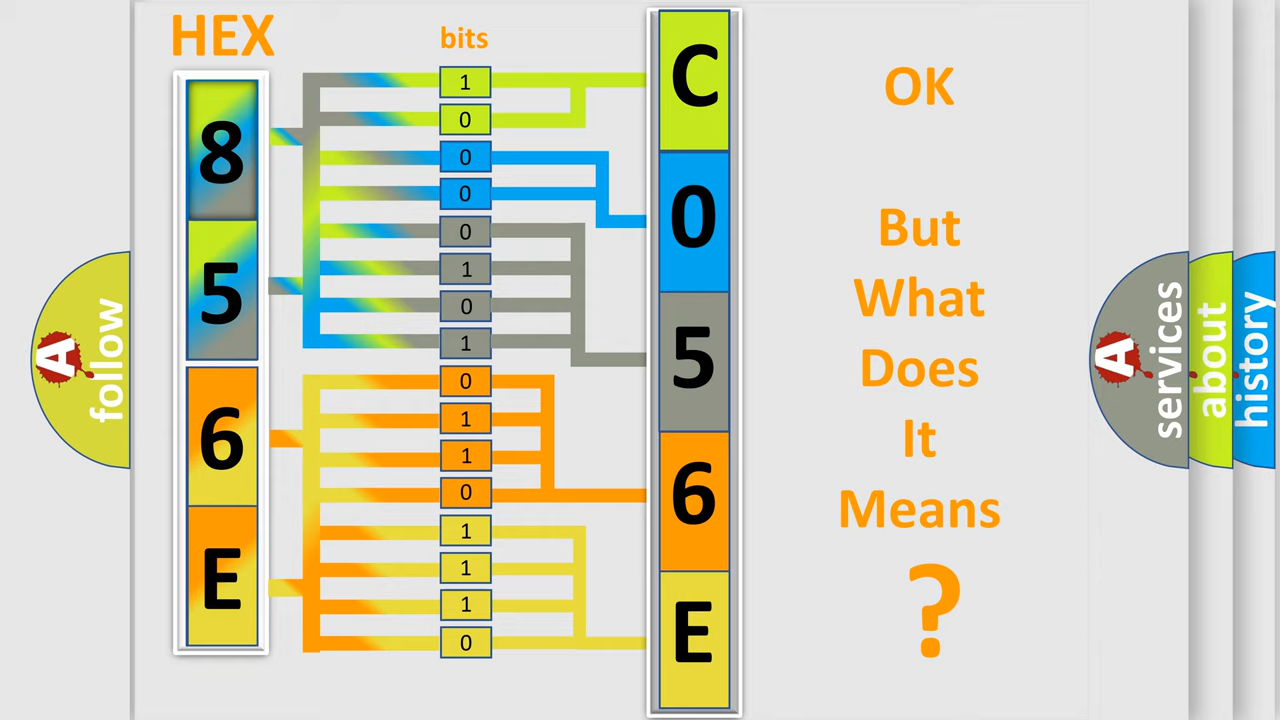 HEX
8
5
6
E
bits
1
0
0
0
0
1
0
1
0
1
1
0
1
1
1
0
C
0
5
6
E
OK
But
What
Does
It
Means
?
A
follow
A
services
about
history